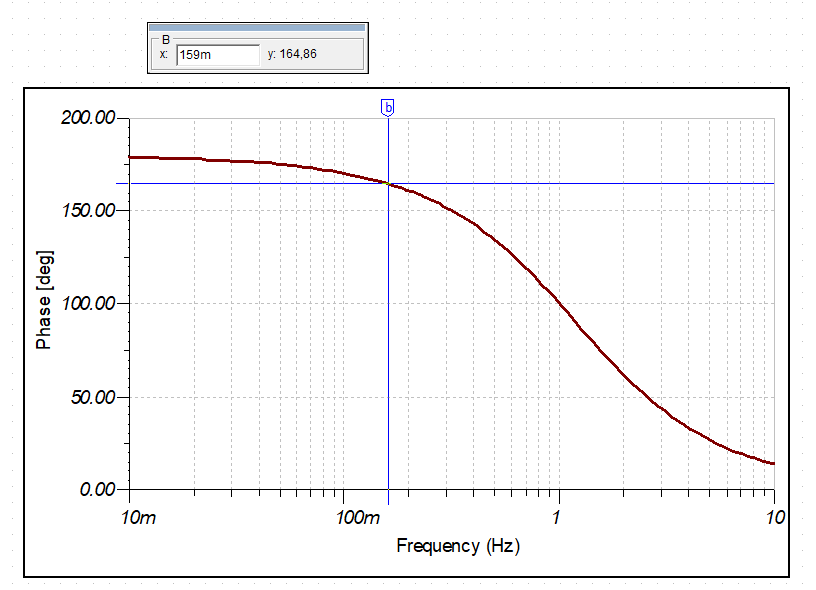 B
x: 159m y: 164,86
b
200.00
150.00
100.00
50.00
0.00
Phase [deg]
10m 100m 1 10
Frequency (Hz)